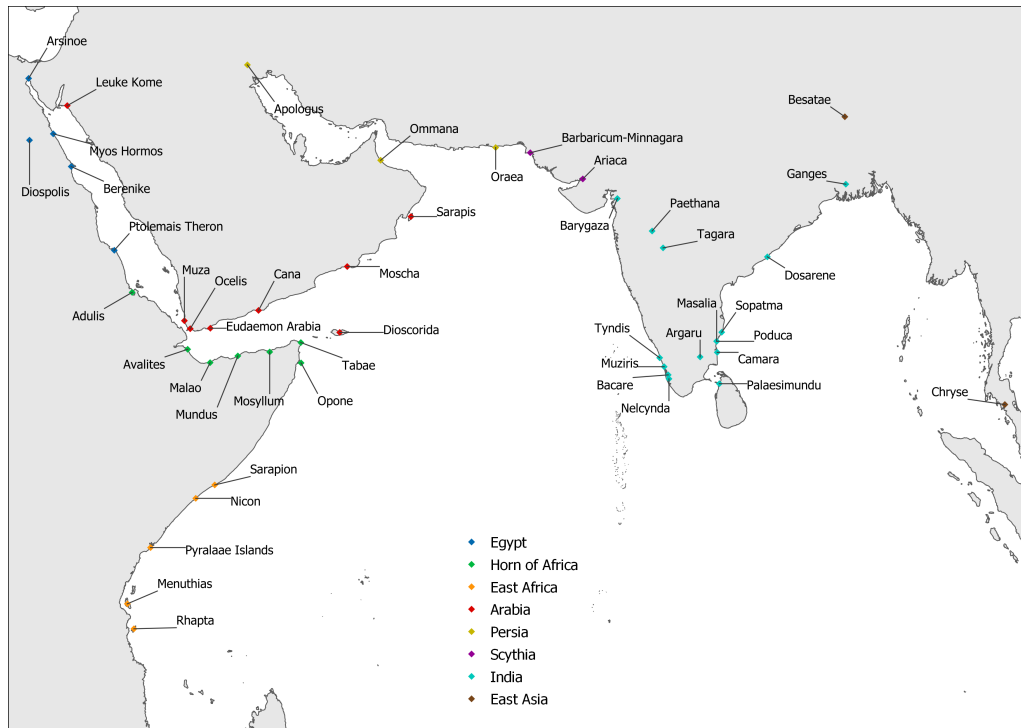 Arsinoe
Leuke Kome
Apologus
Besatae
Myos Hormos
Ommana
Barbaricum-Minnagara
Ariaca
Oraea
Ganges
Diospolis
Berenike
Paethana
Sarapis
Barygaza
Ptolemais Theron
Tagara
Muza
Ocelis
Cana
Moscha
Dosarene
Adulis
Masalia
Sopatma
Eudaemon Arabia
Dioscorida
Tyndis
Argaru
Poduca
Avalites
Tabae
Muziris
Camara
Malao
Bacare
Palaesimundu
Mundus
Mosyllum
Opone
Nelcynda
Chryse
Sarapion
Nicon
Pyralaae Islands
Menuthias
Rhapta
Egypt
Horn of Africa
East Africa
Arabia
Persia
Scythia
India
East Asia